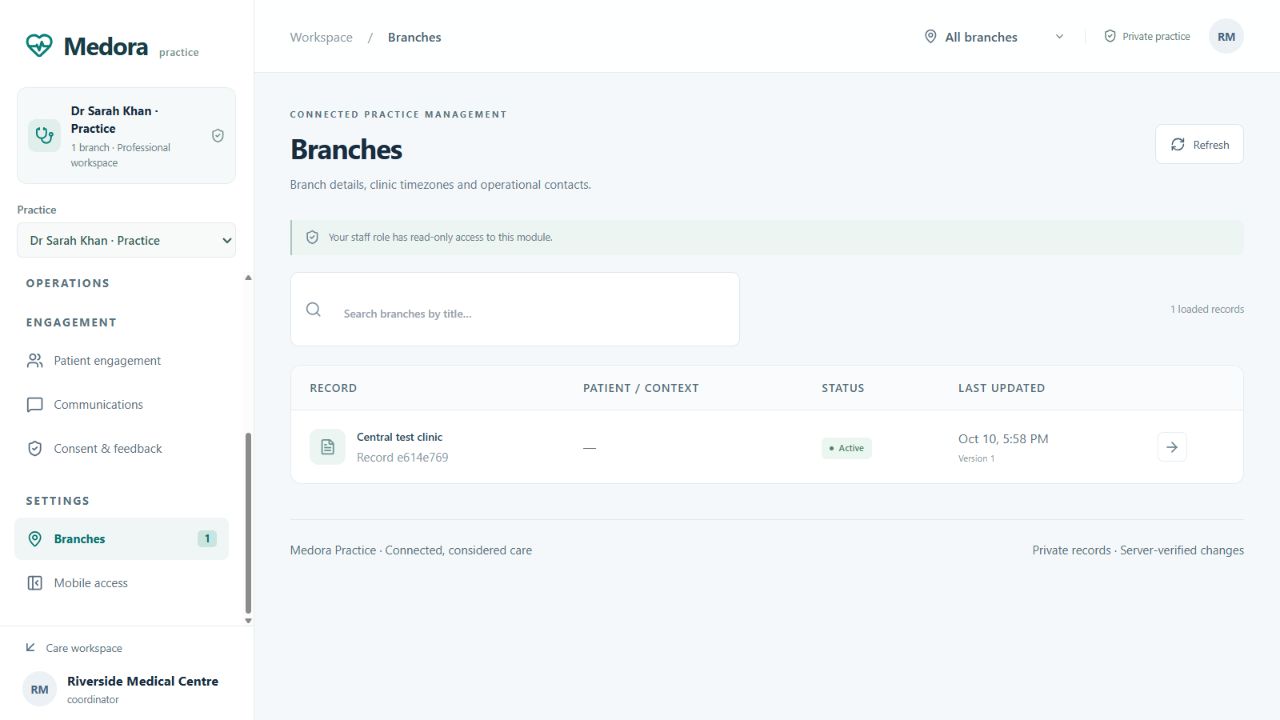 Medora practice
Dr Sarah Khan ·
Practice
1 branch · Professional
workspace
Practice
Dr Sarah Khan · Practice
OPERATIONS
ENGAGEMENT
Patient engagement
Communications
Consent & feedback
SETTINGS
Branches 1
Mobile access
Care workspace
RM
Riverside Medical Centre
coordinator
Workspace / Branches
All branches
Private practice
RM
CONNECTED PRACTICE MANAGEMENT
Branches
Refresh
Branch details, clinic timezones and operational contacts.
Your staff role has read-only access to this module.
Search branches by title...
1 loaded records
RECORD PATIENT / CONTEXT STATUS LAST UPDATED
Central test clinic
Record e614e769
—
Active
Oct 10, 5:58 PM
Version 1
Medora Practice · Connected, considered care
Private records · Server-verified changes